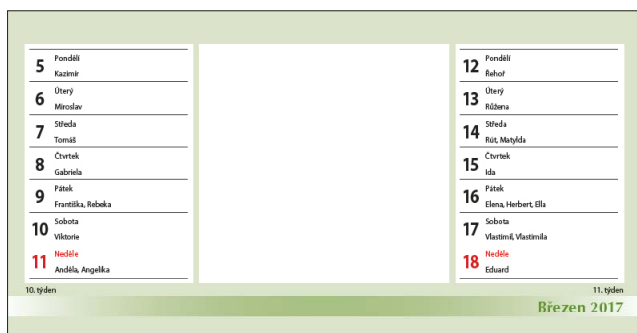 5 Pondělí
Kazimír
6 Úterý
Miroslav
7 Středa
Tomáš
8 Čtvrtek
Gabriela
9 Pátek
Františka, Rebeka
10 Sobota
Viktorie
11 Neděle
Anděla, Angelika
10. týden
12 Pondělí
Řehoř
13 Úterý
Růžena
14 Středa
Rút, Matylda
15 Čtvrtek
Ida
16 Pátek
Elena, Herbert, Ella
17 Sobota
Vlastimil, Vlastimila
18 Neděle
Eduard
11. týden
Březen 2017